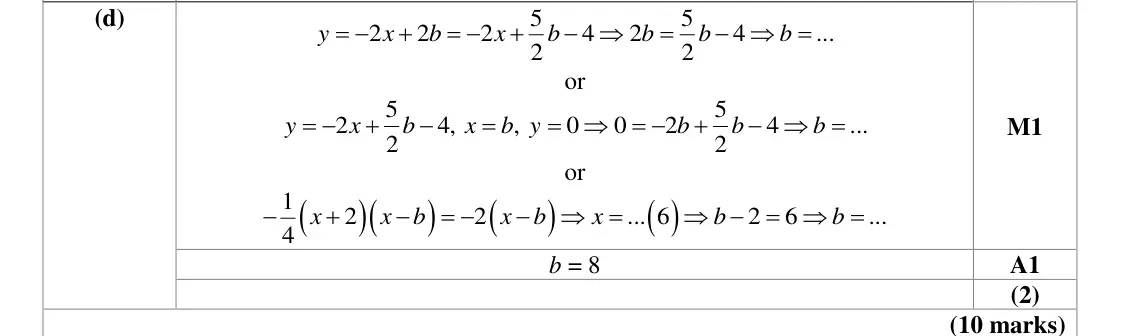 (d)
y = −2x + 2b = −2x + 5/2 b − 4 ⇒ 2b = 5/2 b − 4 ⇒ b = ...
or
y = −2x + 5/2 b − 4, x = b, y = 0 ⇒ 0 = −2b + 5/2 b − 4 ⇒ b = ...
or
−1/4 (x + 2)(x − b) = −2(x − b) ⇒ x = ...(6) ⇒ b − 2 = 6 ⇒ b = ...
M1
b = 8
A1
(2)
(10 marks)